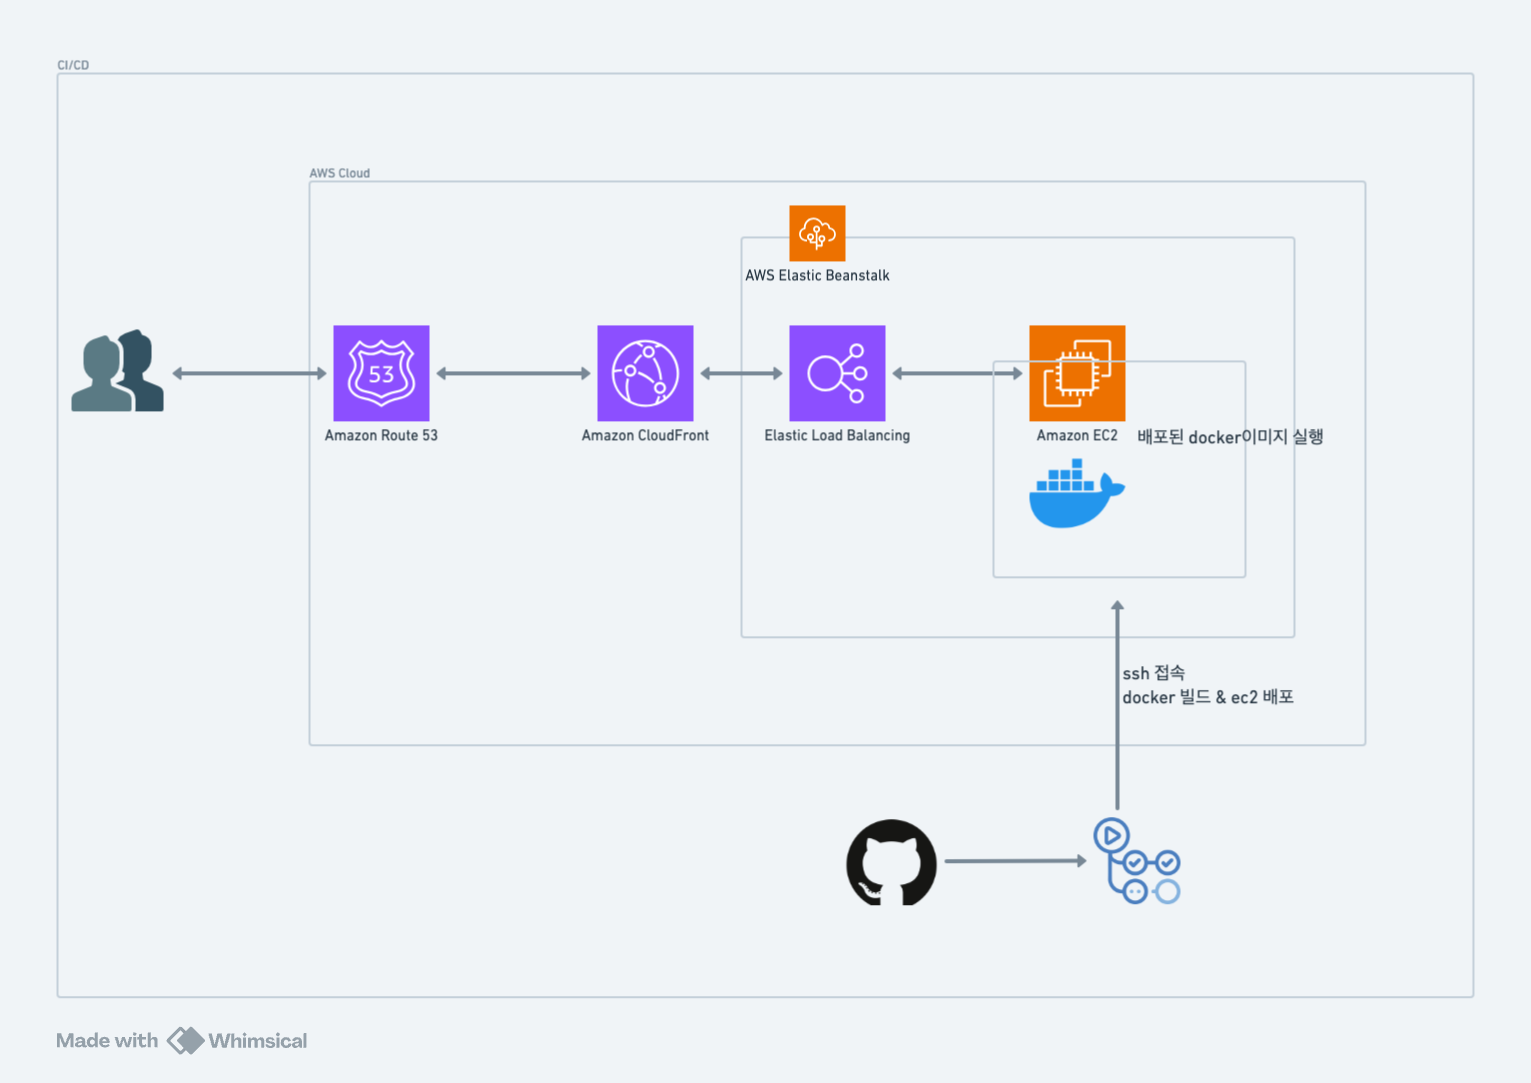 CI/CD
AWS Cloud
AWS Elastic Beanstalk
53
Amazon Route 53
Amazon CloudFront
Elastic Load Balancing
Amazon EC2
배포된 docker이미지 실행
ssh 접속
docker 빌드 & ec2 배포
Made with Whimsical